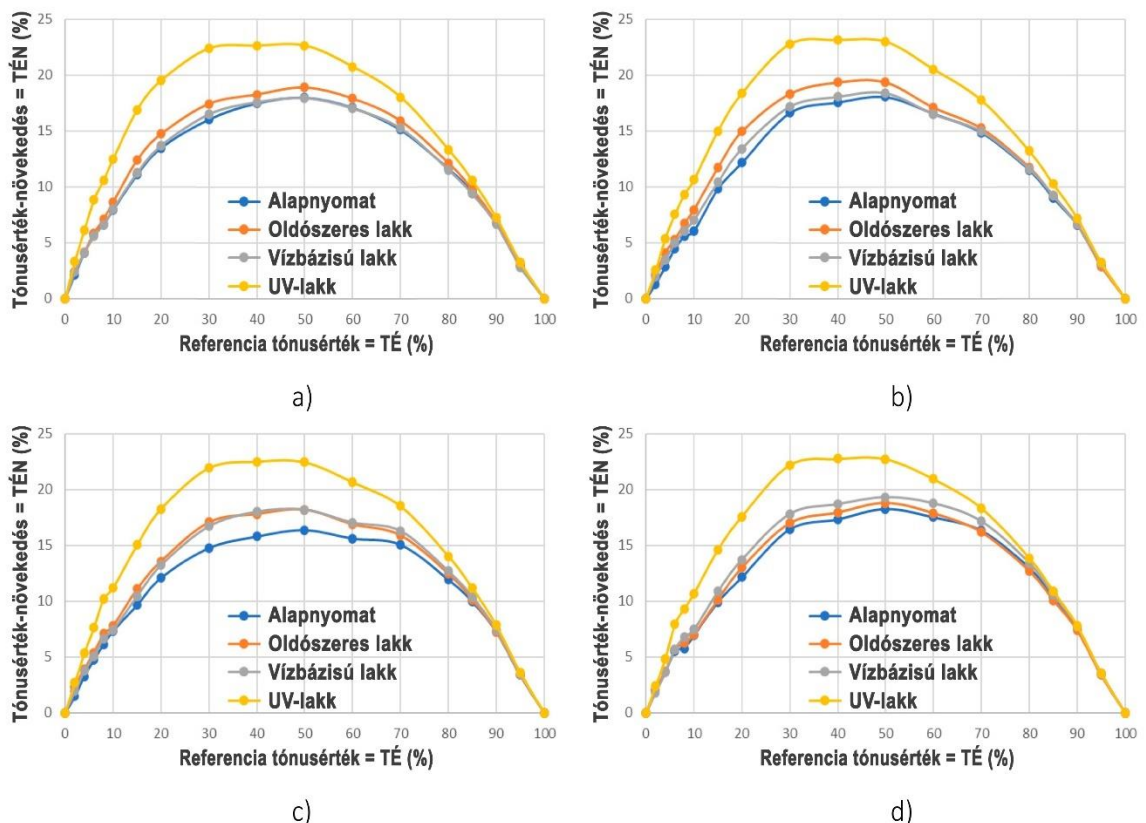 Tónusérték-növekedés = TÉN (%)
25
20
15
10
5
0
Alapnyomat
Oldószeres lakk
Vízbázisú lakk
UV-lakk
0 10 20 30 40 50 60 70 80 90 100
Referencia tónusérték = TÉ (%)
a)
Tónusérték-növekedés = TÉN (%)
25
20
15
10
5
0
Alapnyomat
Oldószeres lakk
Vízbázisú lakk
UV-lakk
0 10 20 30 40 50 60 70 80 90 100
Referencia tónusérték = TÉ (%)
b)
Tónusérték-növekedés = TÉN (%)
25
20
15
10
5
0
Alapnyomat
Oldószeres lakk
Vízbázisú lakk
UV-lakk
0 10 20 30 40 50 60 70 80 90 100
Referencia tónusérték = TÉ (%)
c)
Tónusérték-növekedés = TÉN (%)
25
20
15
10
5
0
Alapnyomat
Oldószeres lakk
Vízbázisú lakk
UV-lakk
0 10 20 30 40 50 60 70 80 90 100
Referencia tónusérték = TÉ (%)
d)